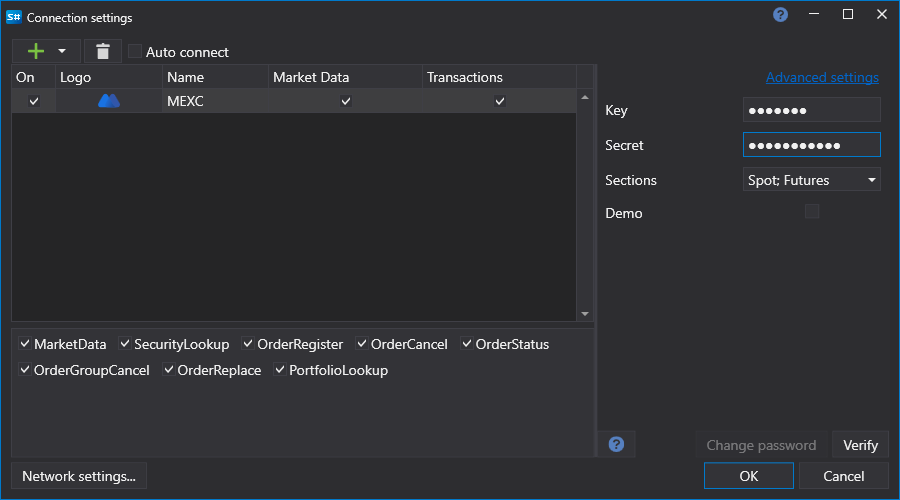 S# Connection settings
Auto connect
On Logo Name Market Data Transactions
MEXC
Advanced settings
Key ●●●●●●●
Secret ●●●●●●●●●●●
Sections Spot; Futures
Demo
MarketData SecurityLookup OrderRegister OrderCancel OrderStatus
OrderGroupCancel OrderReplace PortfolioLookup
? Change password Verify
Network settings... OK Cancel